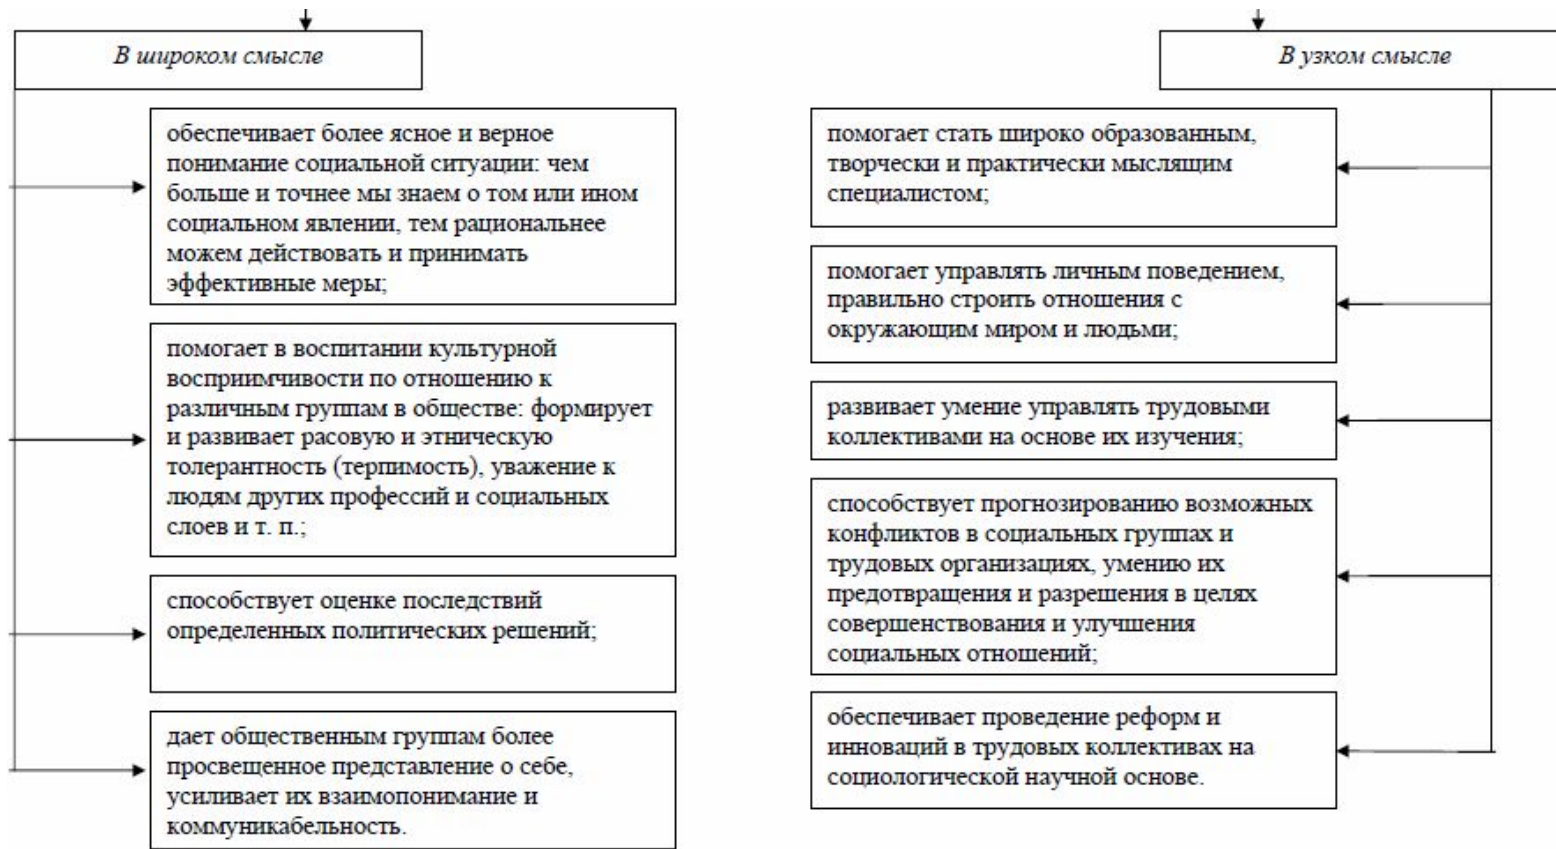 В широком смысле
обеспечивает более ясное и верное
понимание социальной ситуации: чем
больше и точнее мы знаем о том или ином
социальном явлении, тем рациональнее
можем действовать и принимать
эффективные меры;
помогает в воспитании культурной
восприимчивости по отношению к
различным группам в обществе: формирует
и развивает расовую и этническую
толерантность (терпимость), уважение к
людям других профессий и социальных
слоев и т. п.;
способствует оценке последствий
определенных политических решений;
дает общественным группам более
просвещенное представление о себе,
усиливает их взаимопонимание и
коммуникабельность.
В узком смысле
помогает стать широко образованным,
творчески и практически мыслящим
специалистом;
помогает управлять личным поведением,
правильно строить отношения с
окружающим миром и людьми;
развивает умение управлять трудовыми
коллективами на основе их изучения;
способствует прогнозированию возможных
конфликтов в социальных группах и
трудовых организациях, умению их
предотвращения и разрешения в целях
совершенствования и улучшения
социальных отношений;
обеспечивает проведение реформ и
инноваций в трудовых коллективах на
социологической научной основе.